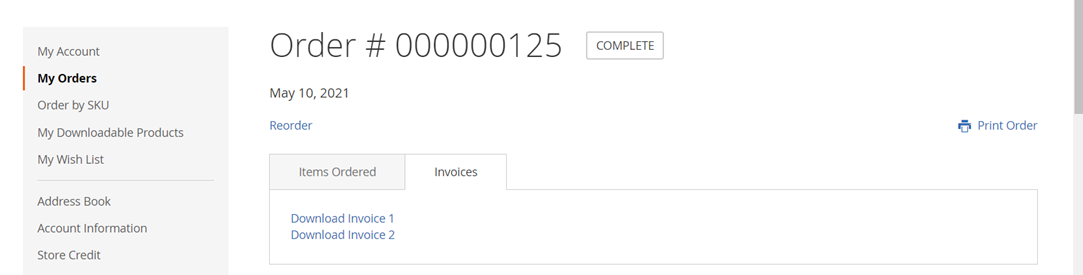 My Account
My Orders
Order by SKU
My Downloadable Products
My Wish List
Address Book
Account Information
Store Credit
Order # 000000125
COMPLETE
May 10, 2021
Reorder
Print Order
Items Ordered
Invoices
Download Invoice 1
Download Invoice 2